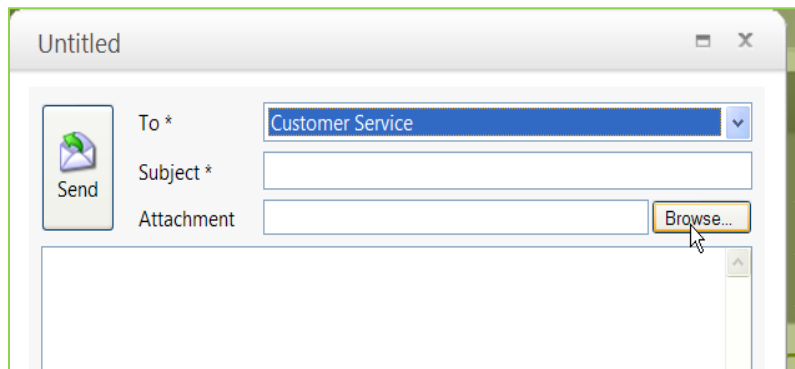 Untitled
To *
Customer Service
Send
Subject *
Attachment
Browse...